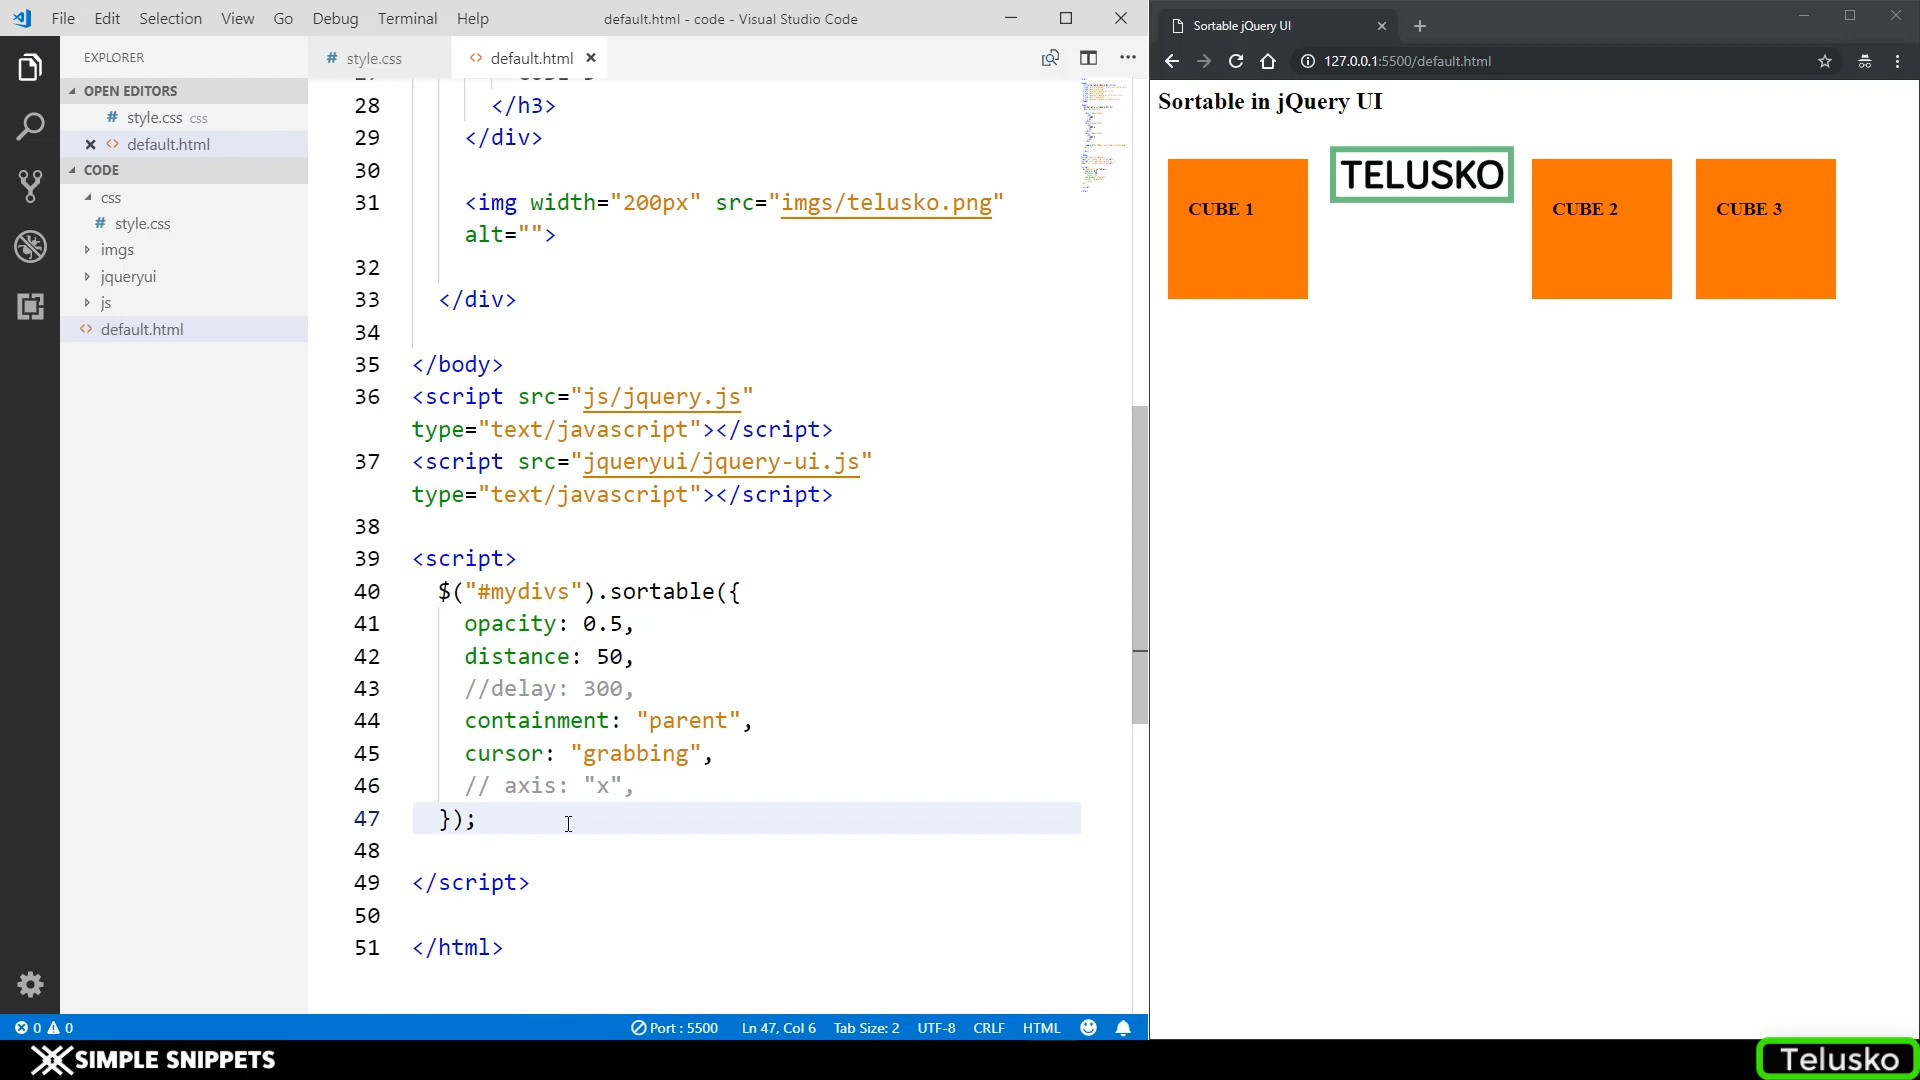 File Edit Selection View Go Debug Terminal Help
default.html - code - Visual Studio Code
EXPLORER
OPEN EDITORS
# style.css css
<> default.html
CODE
css
# style.css
imgs
jqueryui
js
<> default.html
# style.css
<> default.html
28 </h3>
29 </div>
30
31 <img width="200px" src="imgs/telusko.png"
alt="">
32
33 </div>
34
35 </body>
36 <script src="js/jquery.js"
type="text/javascript"></script>
37 <script src="jqueryui/jquery-ui.js"
type="text/javascript"></script>
38
39 <script>
40 $("#mydivs").sortable({
41 opacity: 0.5,
42 distance: 50,
43 //delay: 300,
44 containment: "parent",
45 cursor: "grabbing",
46 // axis: "x",
47 });
48
49 </script>
50
51 </html>
0 0
Port : 5500 Ln 47, Col 6 Tab Size: 2 UTF-8 CRLF HTML
Sortable jQuery UI
127.0.0.1:5500/default.html
Sortable in jQuery UI
CUBE 1
TELUSKO
CUBE 2
CUBE 3
SIMPLE SNIPPETS
Telusko